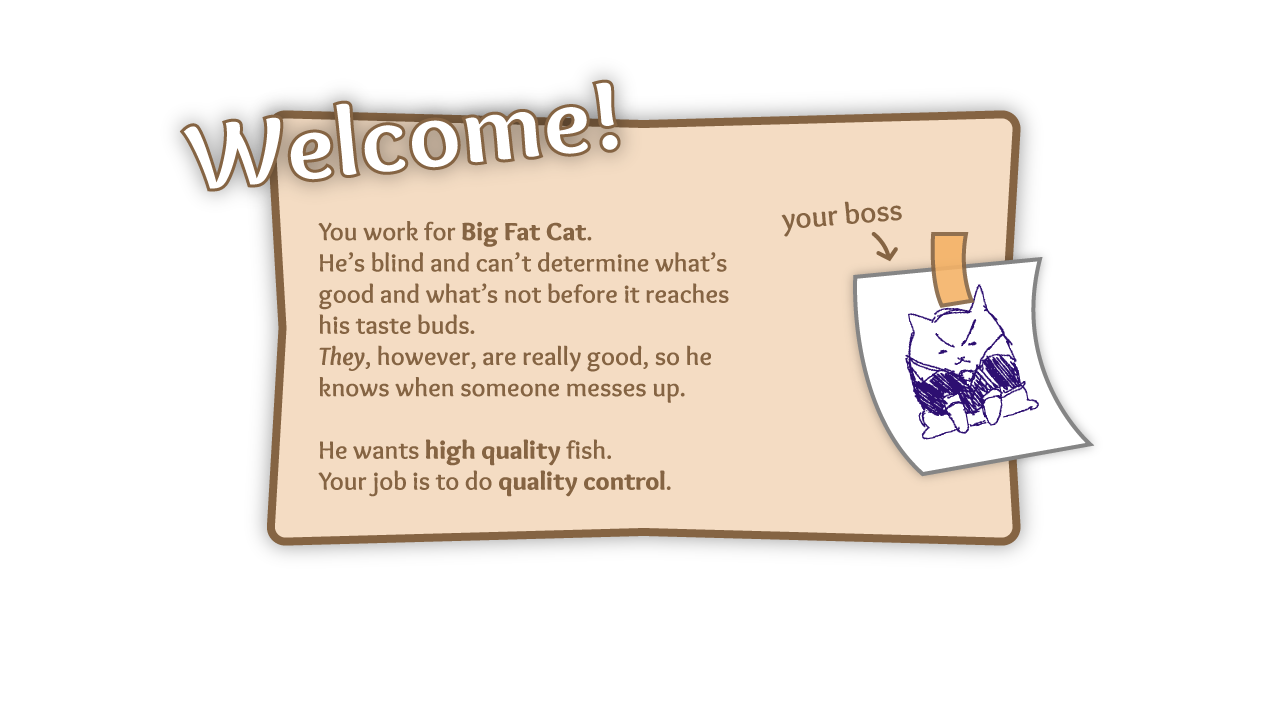 Welcome!
You work for Big Fat Cat.
He’s blind and can’t determine what’s
good and what’s not before it reaches
his taste buds.
They, however, are really good, so he
knows when someone messes up.
He wants high quality fish.
Your job is to do quality control.
your boss